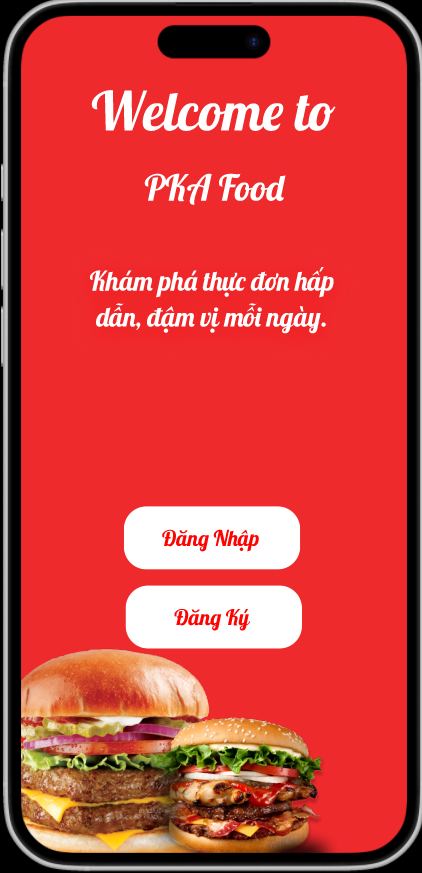 Welcome to
PKA Food
Khám phá thực đơn hấp
dẫn, đậm vị mỗi ngày.
Đăng Nhập
Đăng Ký